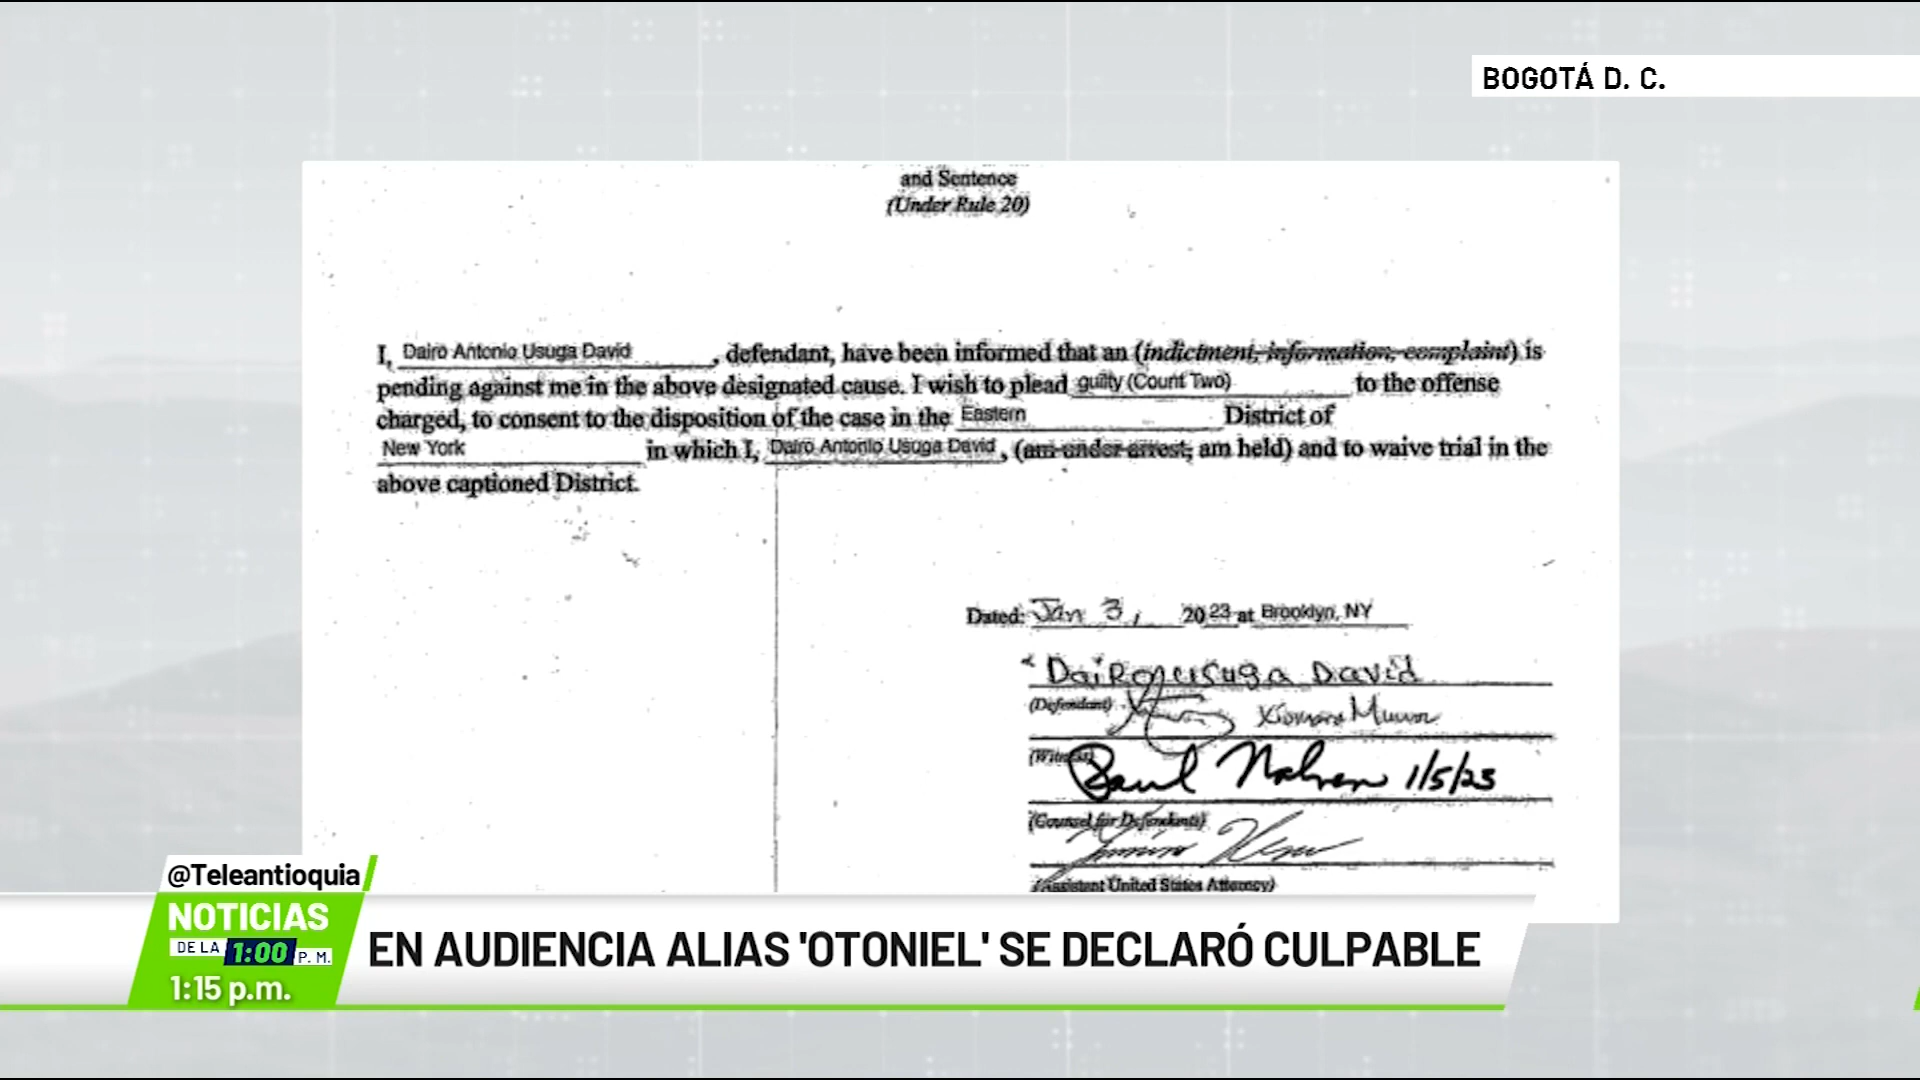 BOGOTÁ D. C.
and Sentence
(Under Rule 20)
I, Dairo Antonio Usuga David, defendant, have been informed that an (indictment, information, complaint) is
pending against me in the above designated cause. I wish to plead guilty (Count Two) to the offense
charged, to consent to the disposition of the case in the Eastern District of
New York in which I, Dairo Antonio Usuga David, (am under arrest, am held) and to waive trial in the
above captioned District.
Dated: Jan 3, 2023 at Brooklyn, NY
Dairo Usuga David
(Defendant)
(Witness)
Paul 1/5/23
(Counsel for Defendants)
(Assistant United States Attorney)
@Teleantioquia
NOTICIAS
DE LA 1:00 P. M.
1:15 p.m.
EN AUDIENCIA ALIAS 'OTONIEL' SE DECLARÓ CULPABLE